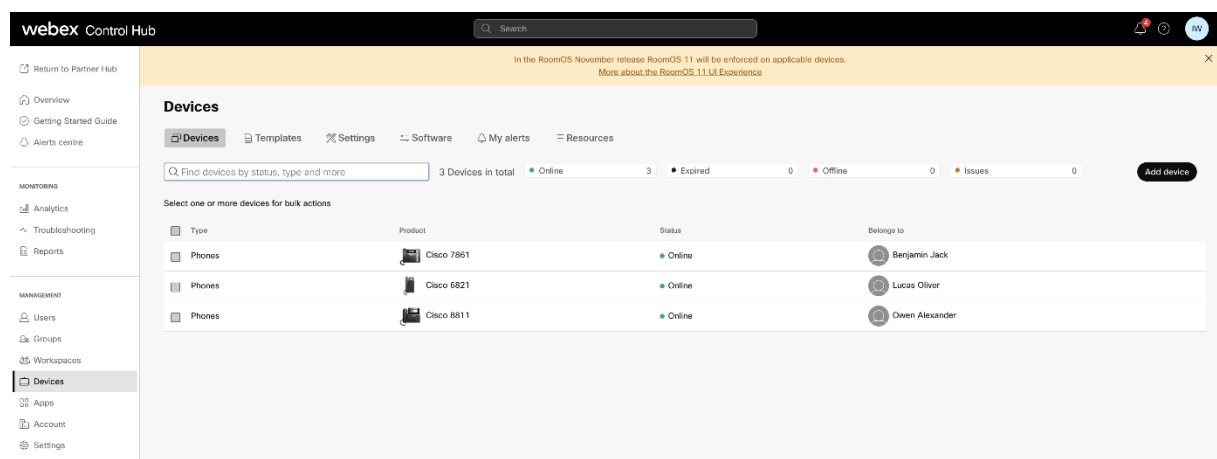 webex Control Hub
Search
4
IW
Return to Partner Hub
In the RoomOS November release RoomOS 11 will be enforced on applicable devices.
More about the RoomOS 11 UI Experience
Overview
Getting Started Guide
Alerts centre
MONITORING
Analytics
Troubleshooting
Reports
MANAGEMENT
Users
Groups
Workspaces
Devices
Apps
Account
Settings
Devices
Devices Templates Settings Software My alerts Resources
Find devices by status, type and more 3 Devices in total Online 3 Expired 0 Offline 0 Issues 0 Add device
Select one or more devices for bulk actions
Type Product Status Belongs to
Phones Cisco 7861 Online Benjamin Jack
Phones Cisco 6821 Online Lucas Oliver
Phones Cisco 8811 Online Owen Alexander